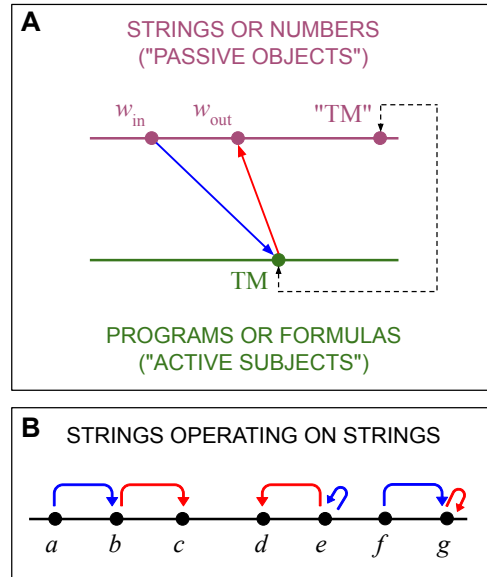 A
STRINGS OR NUMBERS
("PASSIVE OBJECTS")
w_in w_out "TM"
TM
PROGRAMS OR FORMULAS
("ACTIVE SUBJECTS")
B
STRINGS OPERATING ON STRINGS
a b c d e f g